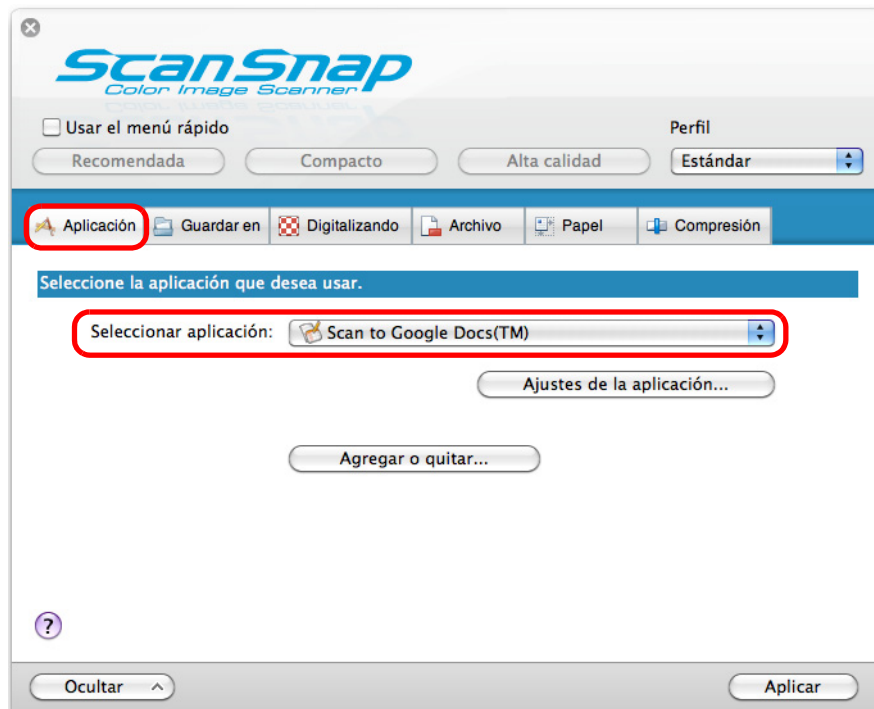 ScanSnap
Color Image Scanner
Usar el menú rápido
Perfil
Recomendada Compacto Alta calidad Estándar
Aplicación Guardar en Digitalizando Archivo Papel Compresión
Seleccione la aplicación que desea usar.
Seleccionar aplicación: Scan to Google Docs(TM)
Ajustes de la aplicación...
Agregar o quitar...
?
Ocultar Aplicar